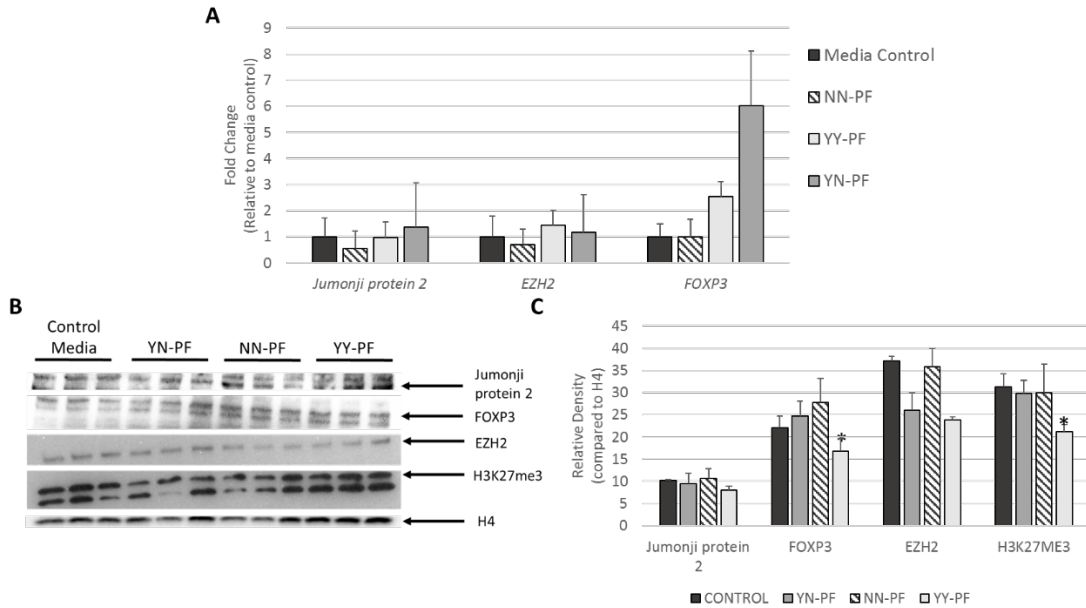 A
Fold Change
(Relative to media control)
9
8
7
6
5
4
3
2
1
0
Jumonji protein 2
EZH2
FOXP3
Media Control
NN-PF
YY-PF
YN-PF
B
Control
Media
YN-PF
NN-PF
YY-PF
Jumonji
protein 2
FOXP3
EZH2
H3K27me3
H4
C
Relative Density
(compared to H4)
45
40
35
30
25
20
15
10
5
0
*
*
Jumonji protein
2
FOXP3
EZH2
H3K27ME3
CONTROL
YN-PF
NN-PF
YY-PF